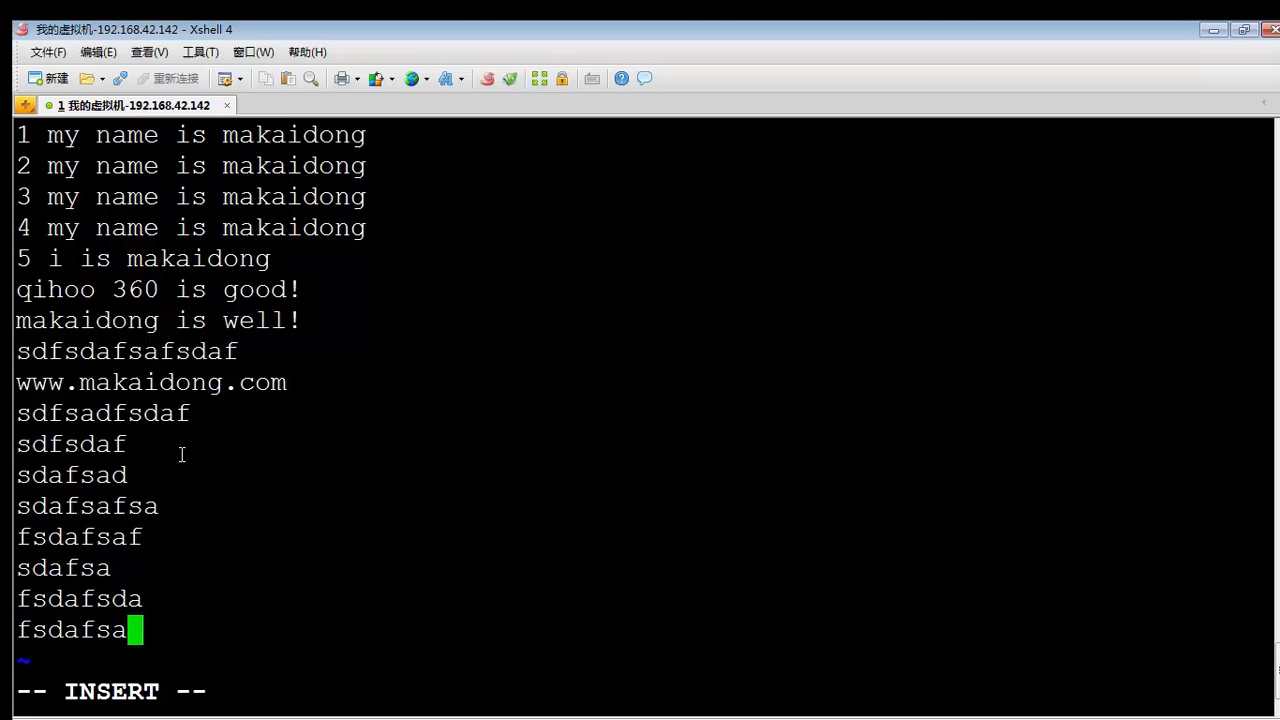 我的虚拟机-192.168.42.142 - Xshell 4
文件(F) 编辑(E) 查看(V) 工具(T) 窗口(W) 帮助(H)
新建 重新连接
1 我的虚拟机-192.168.42.142 ×
1 my name is makaidong
2 my name is makaidong
3 my name is makaidong
4 my name is makaidong
5 i is makaidong
qihoo 360 is good!
makaidong is well!
sdfsdafsafsdaf
www.makaidong.com
sdfsadfsdaf
sdfsdaf
sdafsad
sdafsafsa
fsdafsaf
sdafsa
fsdafsda
fsdafsa
~
-- INSERT --